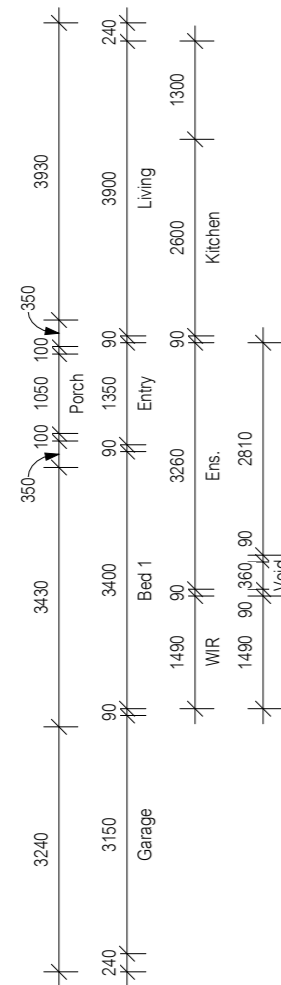 350 350
3240 3430 100 1050 100 3930
Porch
240 3150 90 3400 90 1350 90 3900 240
Garage Bed 1 Entry Living
1490 90 3260 90 2600 1300
WIR Ens. Kitchen
1490 90 360 90 2810
Void